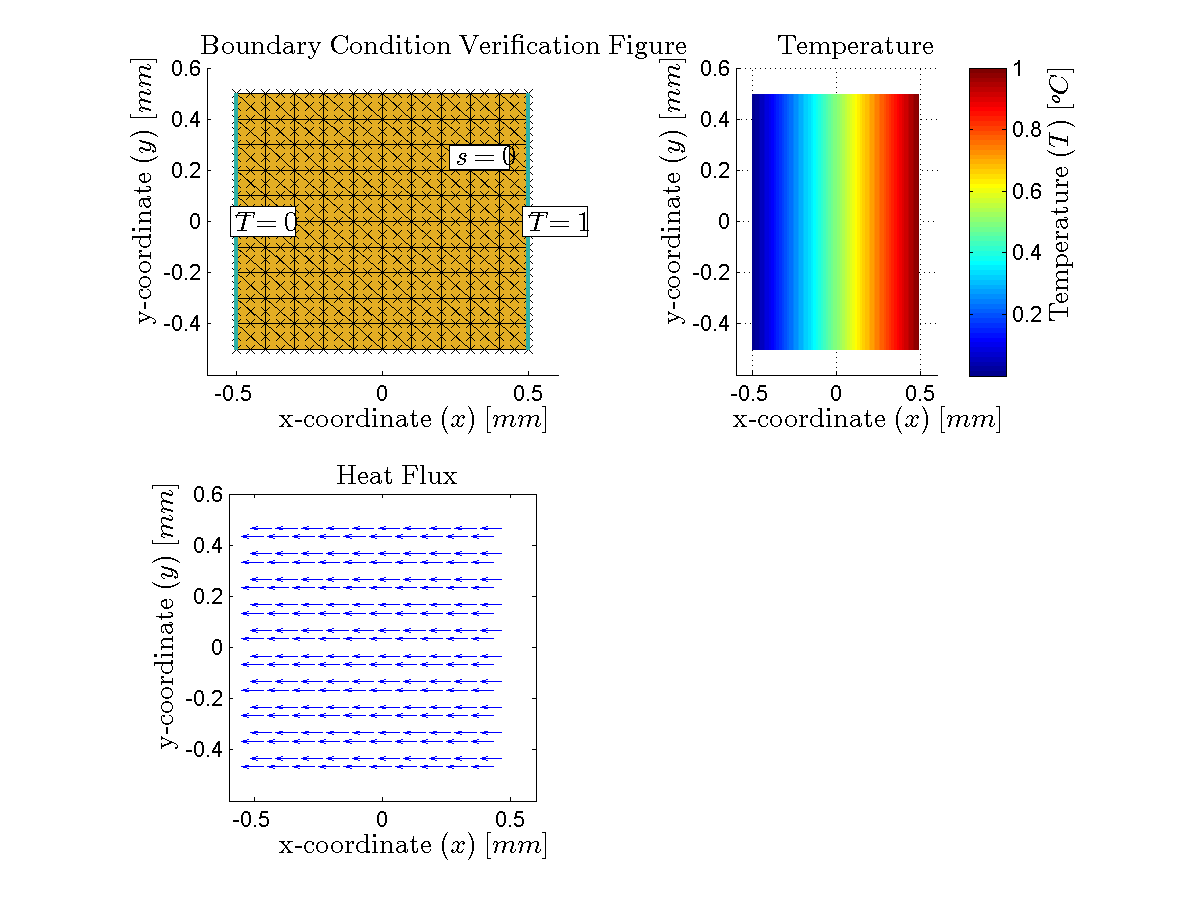 Boundary Condition Verification Figure
y-coordinate (y) [mm]
0.6
0.4
0.2
0
-0.2
-0.4
s = 0
T = 0
T = 1
-0.5 0 0.5
x-coordinate (x) [mm]
Temperature
y-coordinate (y) [mm]
0.6
0.4
0.2
0
-0.2
-0.4
-0.5 0 0.5
x-coordinate (x) [mm]
1
0.8
0.6
0.4
0.2
Temperature (T) [ºC]
Heat Flux
y-coordinate (y) [mm]
0.6
0.4
0.2
0
-0.2
-0.4
-0.5 0 0.5
x-coordinate (x) [mm]